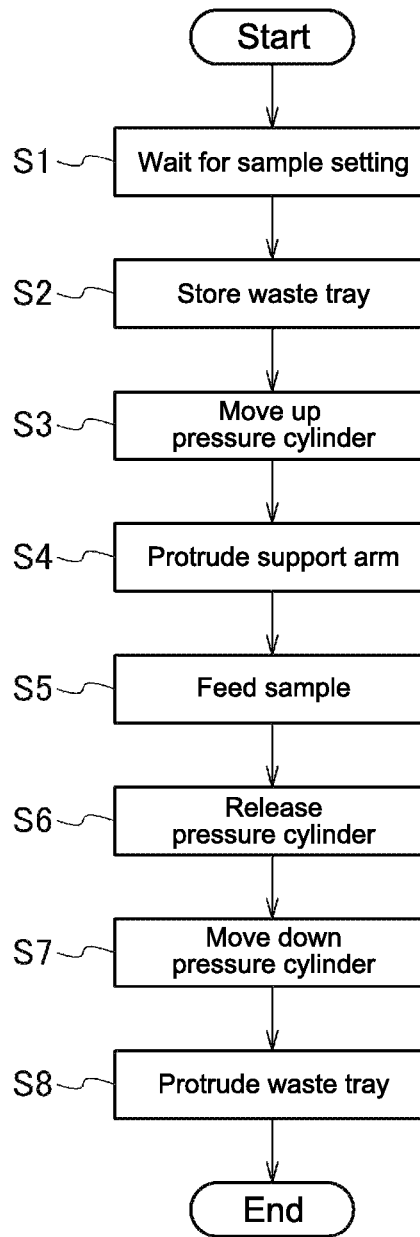 Start
S1 Wait for sample setting
S2 Store waste tray
S3 Move up
pressure cylinder
S4 Protrude support arm
S5 Feed sample
S6 Release
pressure cylinder
S7 Move down
pressure cylinder
S8 Protrude waste tray
End